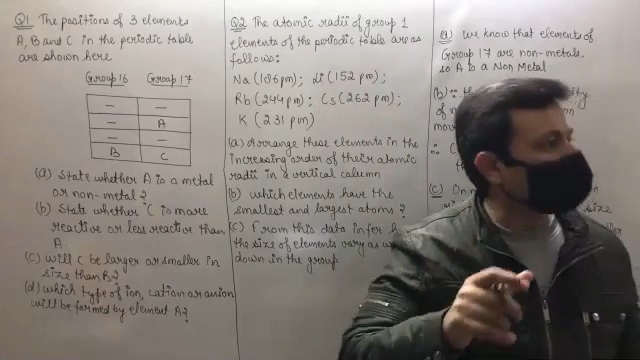 Q1 The positions of 3 elements
A, B and C in the periodic table
are shown here
Group 16 Group 17
– –
– A
– –
B C
(a) State whether A is a metal
or non-metal?
(b) State whether C is more
reactive or less reactive than
A.
(c) will C be larger or smaller in
size than B?
(d) which type of ion, cation or anion
will be formed by element A?
Q2 The atomic radii of group 1
elements of the periodic table are as
follows:
Na (186 pm); Li (152 pm);
Rb (244 pm); Cs (262 pm);
K (231 pm)
(a) Arrange these elements in the
increasing order of their atomic
radii in a vertical column
(b) which elements have the
smallest and largest atoms?
(c) From this data infer
the size of elements vary as
down in the group
(a) we know that elements of
Group 17 are non-metals,
so A is a Non Metal
(b) ∵
of
mov
∴ (
(c) On
size